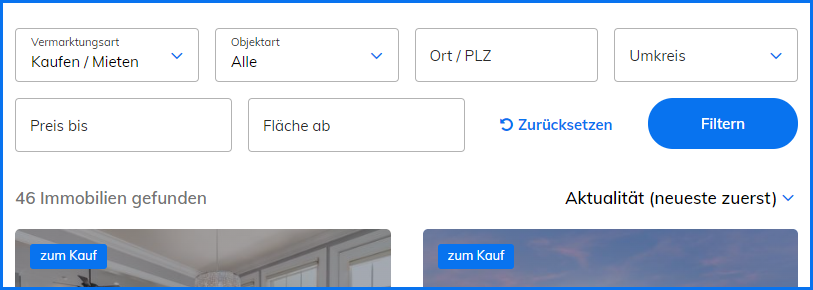 Vermarktungsart
Kaufen / Mieten
Objektart
Alle
Ort / PLZ
Umkreis
Preis bis
Fläche ab
Zurücksetzen
Filtern
46 Immobilien gefunden
Aktualität (neueste zuerst)
zum Kauf
zum Kauf